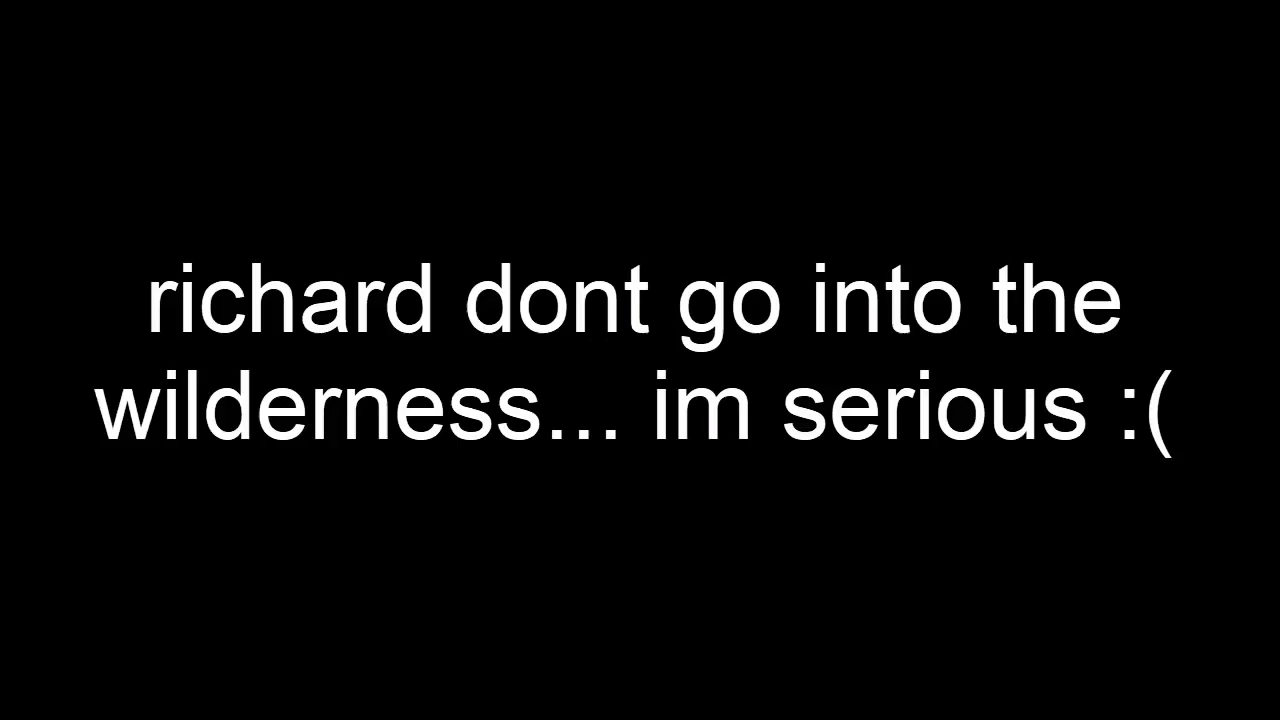 richard dont go into the
wilderness... im serious :(